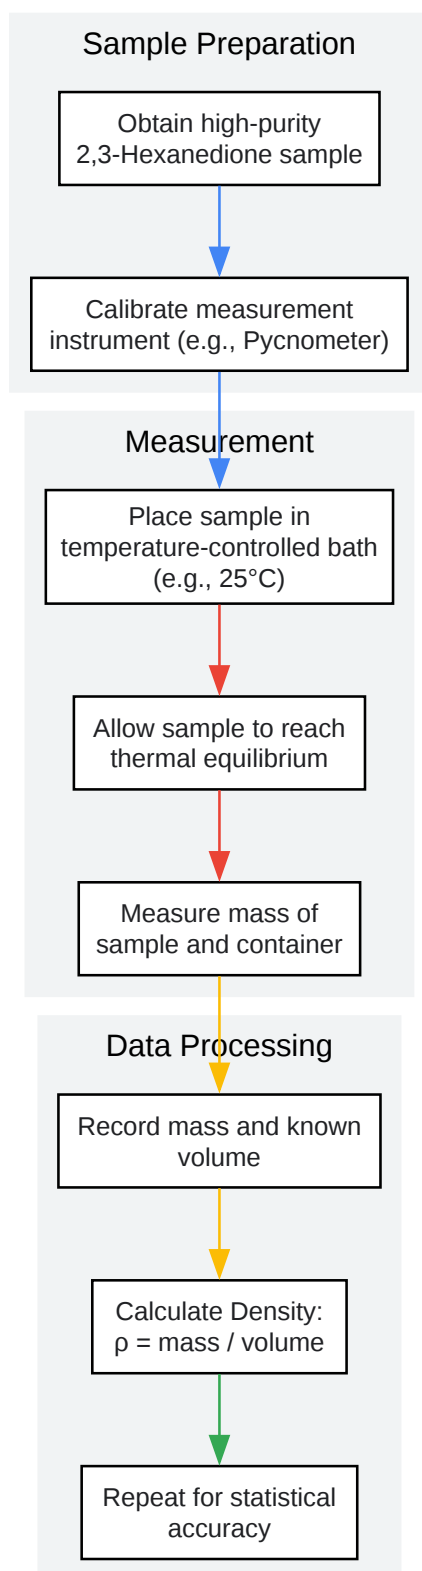 Sample Preparation
Obtain high-purity
2,3-Hexanedione sample
Calibrate measurement
instrument (e.g., Pycnometer)
Measurement
Place sample in
temperature-controlled bath
(e.g., 25°C)
Allow sample to reach
thermal equilibrium
Measure mass of
sample and container
Data Processing
Record mass and known
volume
Calculate Density:
ρ = mass / volume
Repeat for statistical
accuracy